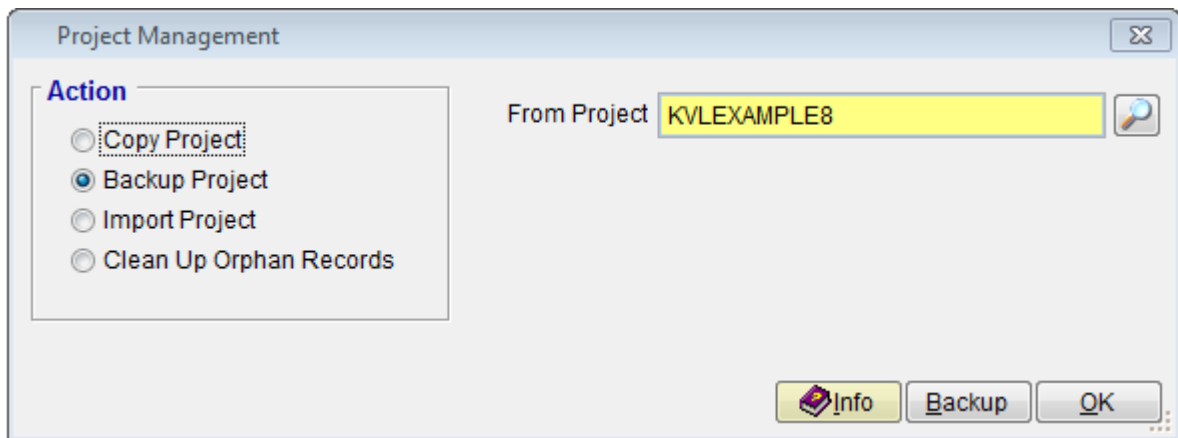 Project Management
Action
Copy Project
Backup Project
Import Project
Clean Up Orphan Records
From Project KVLEXAMPLE8
Info Backup OK